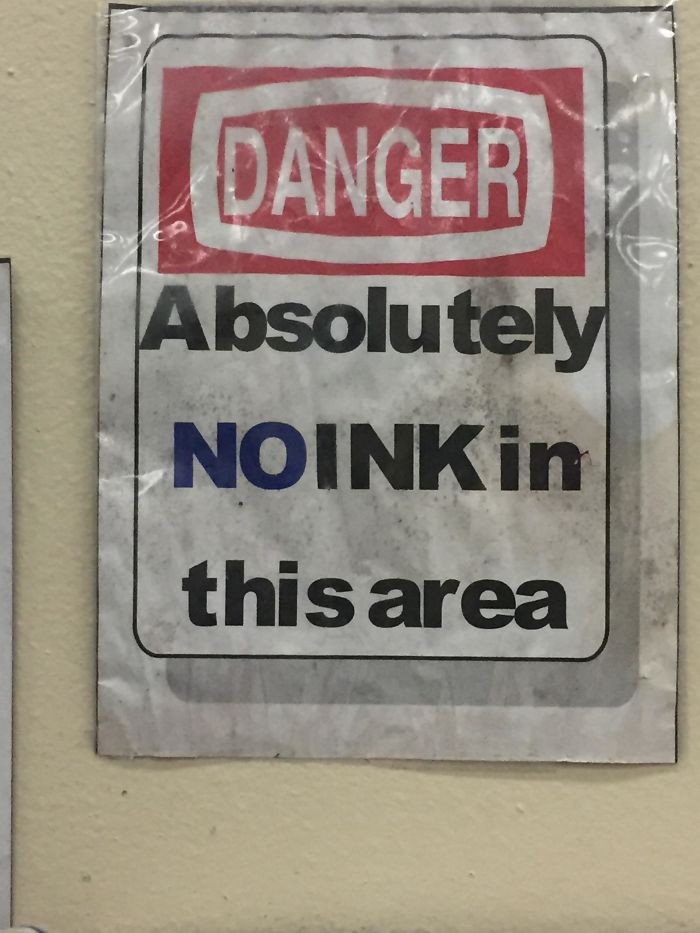 DANGER
Absolutely
NO INK in
this area